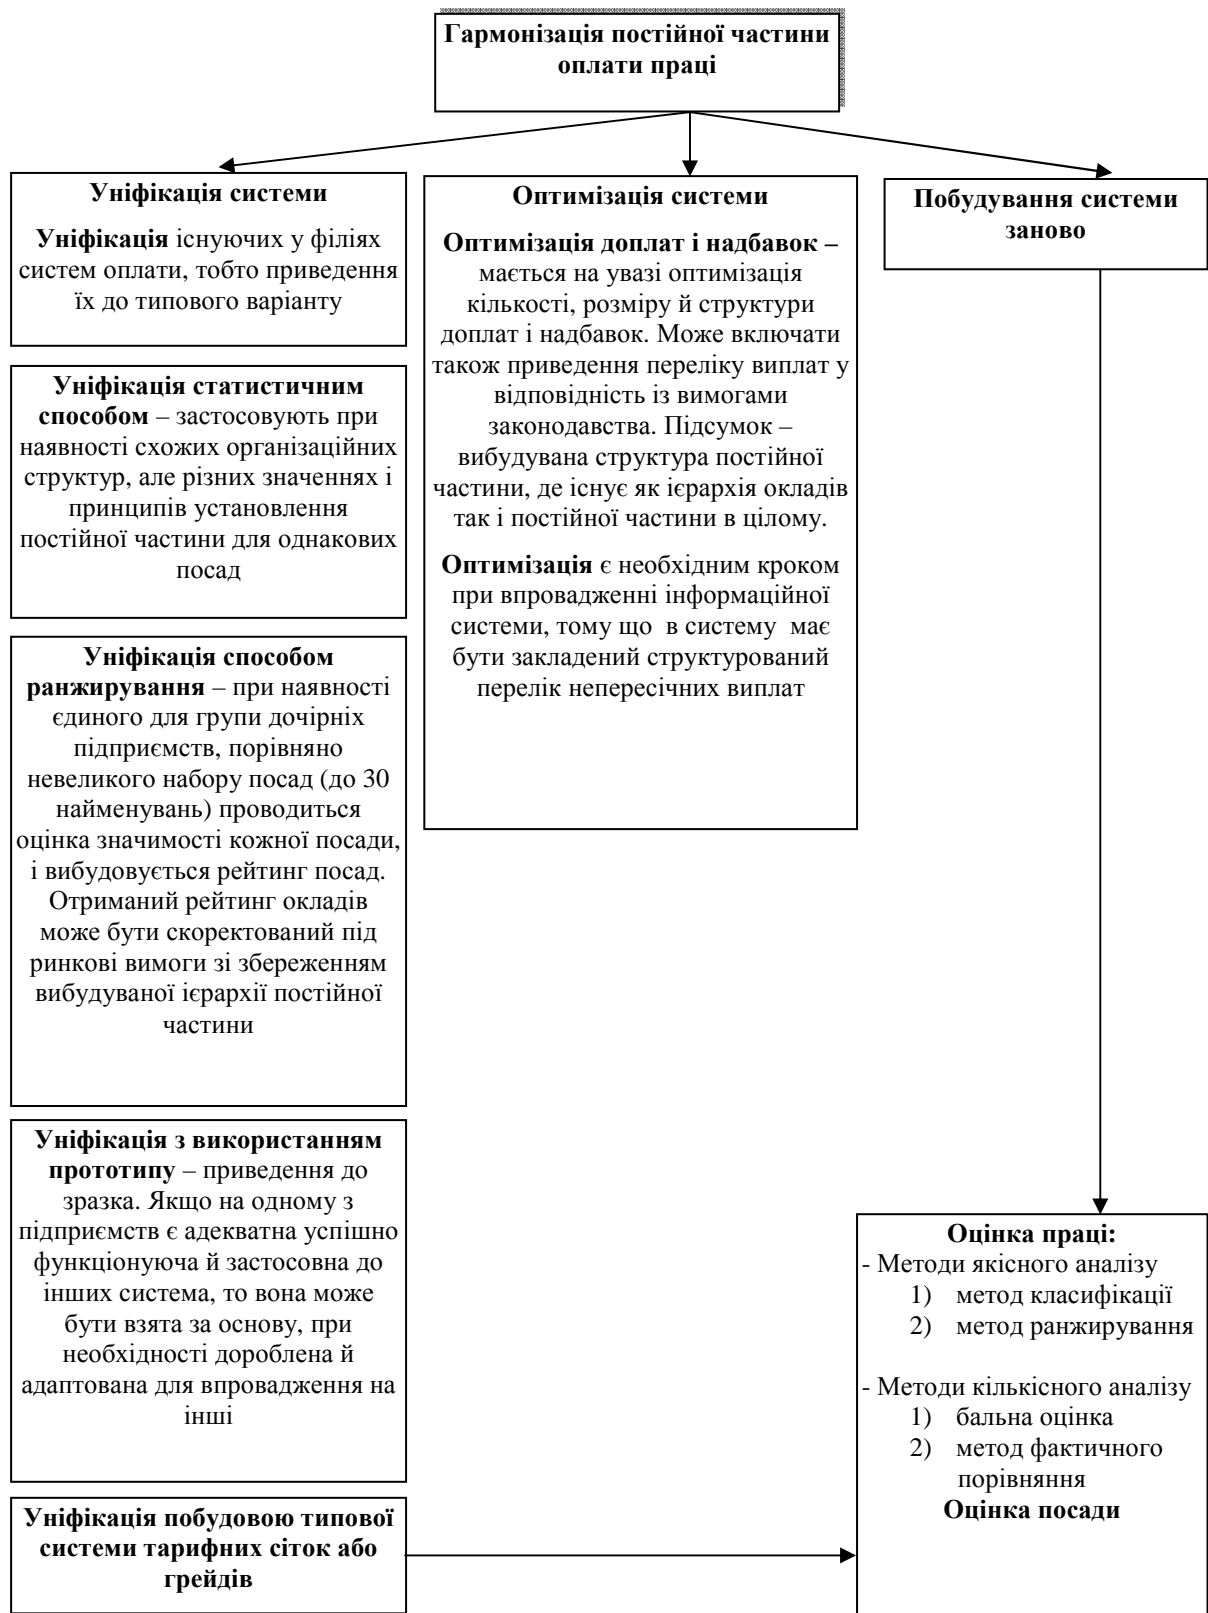 Гармонізація постійної частини
оплати праці
Уніфікація системи
Уніфікація існуючих у філіях
систем оплати, тобто приведення
їх до типового варіанту
Уніфікація статистичним
способом – застосовують при
наявності схожих організаційних
структур, але різних значеннях і
принципів установлення
постійної частини для однакових
посад
Уніфікація способом
ранжирування – при наявності
єдиного для групи дочірніх
підприємств, порівняно
невеликого набору посад (до 30
найменувань) проводиться
оцінка значимості кожної посади,
і вибудовується рейтинг посад.
Отриманий рейтинг окладів
може бути скоректований під
ринкові вимоги зі збереженням
вибудуваної ієрархії постійної
частини
Уніфікація з використанням
прототипу – приведення до
зразка. Якщо на одному з
підприємств є адекватна успішно
функціонуюча й застосовна до
інших система, то вона може
бути взята за основу, при
необхідності дороблена й
адаптована для впровадження на
інші
Уніфікація побудовою типової
системи тарифних сіток або
грейдів
Оптимізація системи
Оптимізація доплат і надбавок –
мається на увазі оптимізація
кількості, розміру й структури
доплат і надбавок. Може включати
також приведення переліку виплат у
відповідність із вимогами
законодавства. Підсумок –
вибудувана структура постійної
частини, де існує як ієрархія окладів
так і постійної частини в цілому.
Оптимізація є необхідним кроком
при впровадженні інформаційної
системи, тому що в систему має
бути закладений структурований
перелік непересічних виплат
Побудування системи
заново
Оцінка праці:
- Методи якісного аналізу
1) метод класифікації
2) метод ранжирування
- Методи кількісного аналізу
1) бальна оцінка
2) метод фактичного
порівняння
Оцінка посади